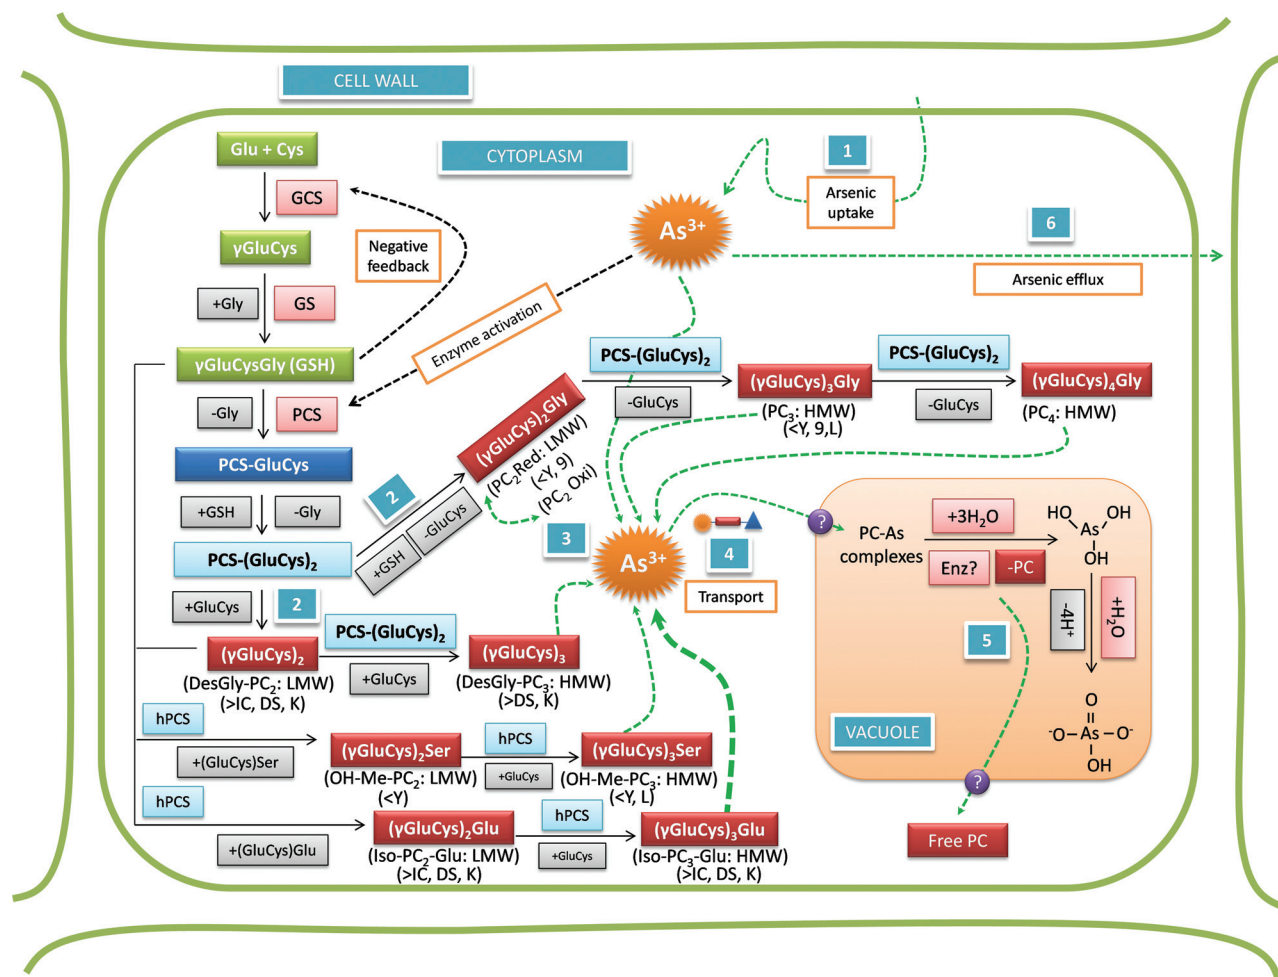 CELL WALL
CYTOPLASM
Glu + Cys
GCS
γGluCys
Negative
feedback
+Gly
GS
γGluCysGly (GSH)
-Gly
PCS
PCS-GluCys
+GSH
-Gly
PCS-(GluCys)₂
+GluCys
2
1
Arsenic
uptake
As³⁺
6
Arsenic efflux
Enzyme activation
2
+GSH
-GluCys
(γGluCys)₂Gly
(PC₂Red: LMW)
(<Y, 9)
(PC₂ Oxi)
PCS-(GluCys)₂
-GluCys
(γGluCys)₃Gly
(PC₃: HMW)
(<Y, 9,L)
PCS-(GluCys)₂
-GluCys
(γGluCys)₄Gly
(PC₄: HMW)
3
As³⁺
4
Transport
(γGluCys)₂
(DesGly-PC₂: LMW)
(>IC, DS, K)
PCS-(GluCys)₂
+GluCys
(γGluCys)₃
(DesGly-PC₃: HMW)
(>DS, K)
hPCS
+(GluCys)Ser
(γGluCys)₂Ser
(OH-Me-PC₂: LMW)
(<Y)
hPCS
+GluCys
(γGluCys)₃Ser
(OH-Me-PC₃: HMW)
(<Y, L)
hPCS
+(GluCys)Glu
(γGluCys)₂Glu
(Iso-PC₂-Glu: LMW)
(>IC, DS, K)
hPCS
+GluCys
(γGluCys)₃Glu
(Iso-PC₃-Glu: HMW)
(>IC, DS, K)
?
PC-As
complexes
+3H₂O
Enz?
-PC
HO
OH
As
OH
-4H⁺
+H₂O
5
O
⁻O
As
O⁻
OH
VACUOLE
?
Free PC